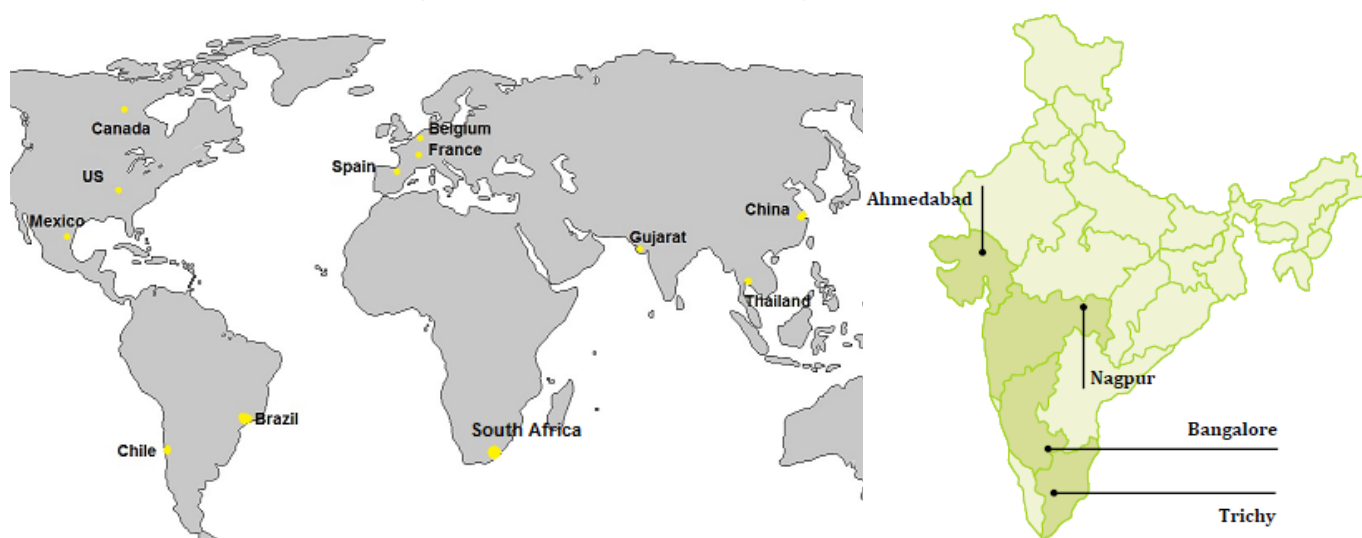 Canada
Belgium
France
Spain
US
China
Mexico
Gujarat
Thailand
Brazil
South Africa
Chile
Ahmedabad
Nagpur
Bangalore
Trichy